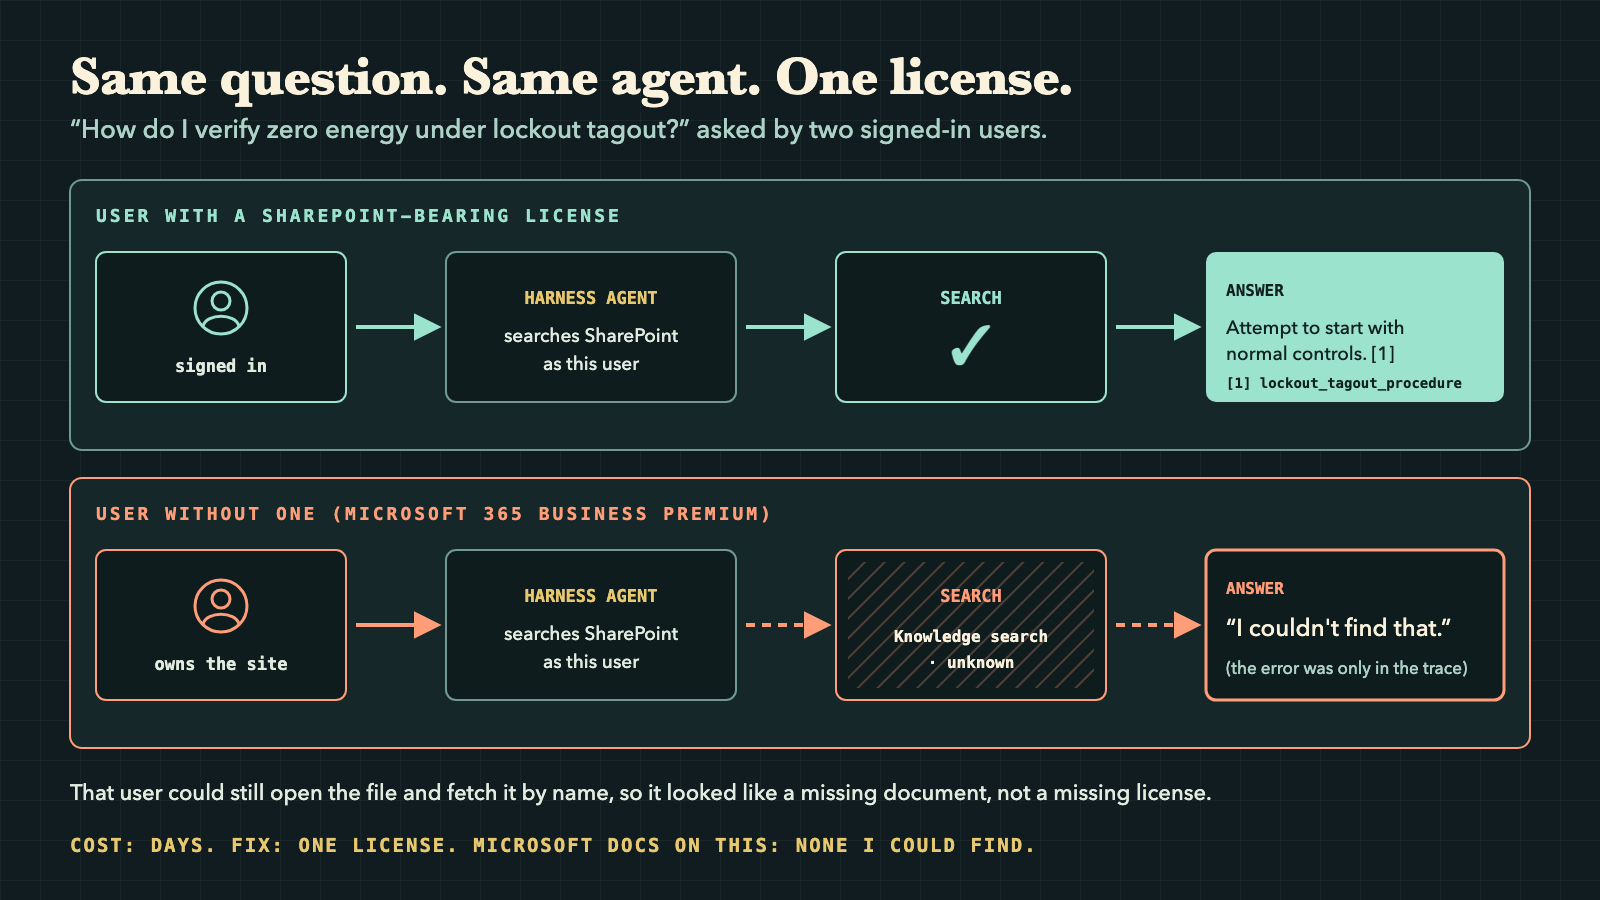 Same question. Same agent. One license.
“How do I verify zero energy under lockout tagout?” asked by two signed-in users.
USER WITH A SHAREPOINT-BEARING LICENSE
signed in
HARNESS AGENT
searches SharePoint
as this user
SEARCH
✓
ANSWER
Attempt to start with
normal controls. [1]
[1] lockout_tagout_procedure
USER WITHOUT ONE (MICROSOFT 365 BUSINESS PREMIUM)
owns the site
HARNESS AGENT
searches SharePoint
as this user
SEARCH
Knowledge search
· unknown
ANSWER
“I couldn't find that.”
(the error was only in the trace)
That user could still open the file and fetch it by name, so it looked like a missing document, not a missing license.
COST: DAYS. FIX: ONE LICENSE. MICROSOFT DOCS ON THIS: NONE I COULD FIND.